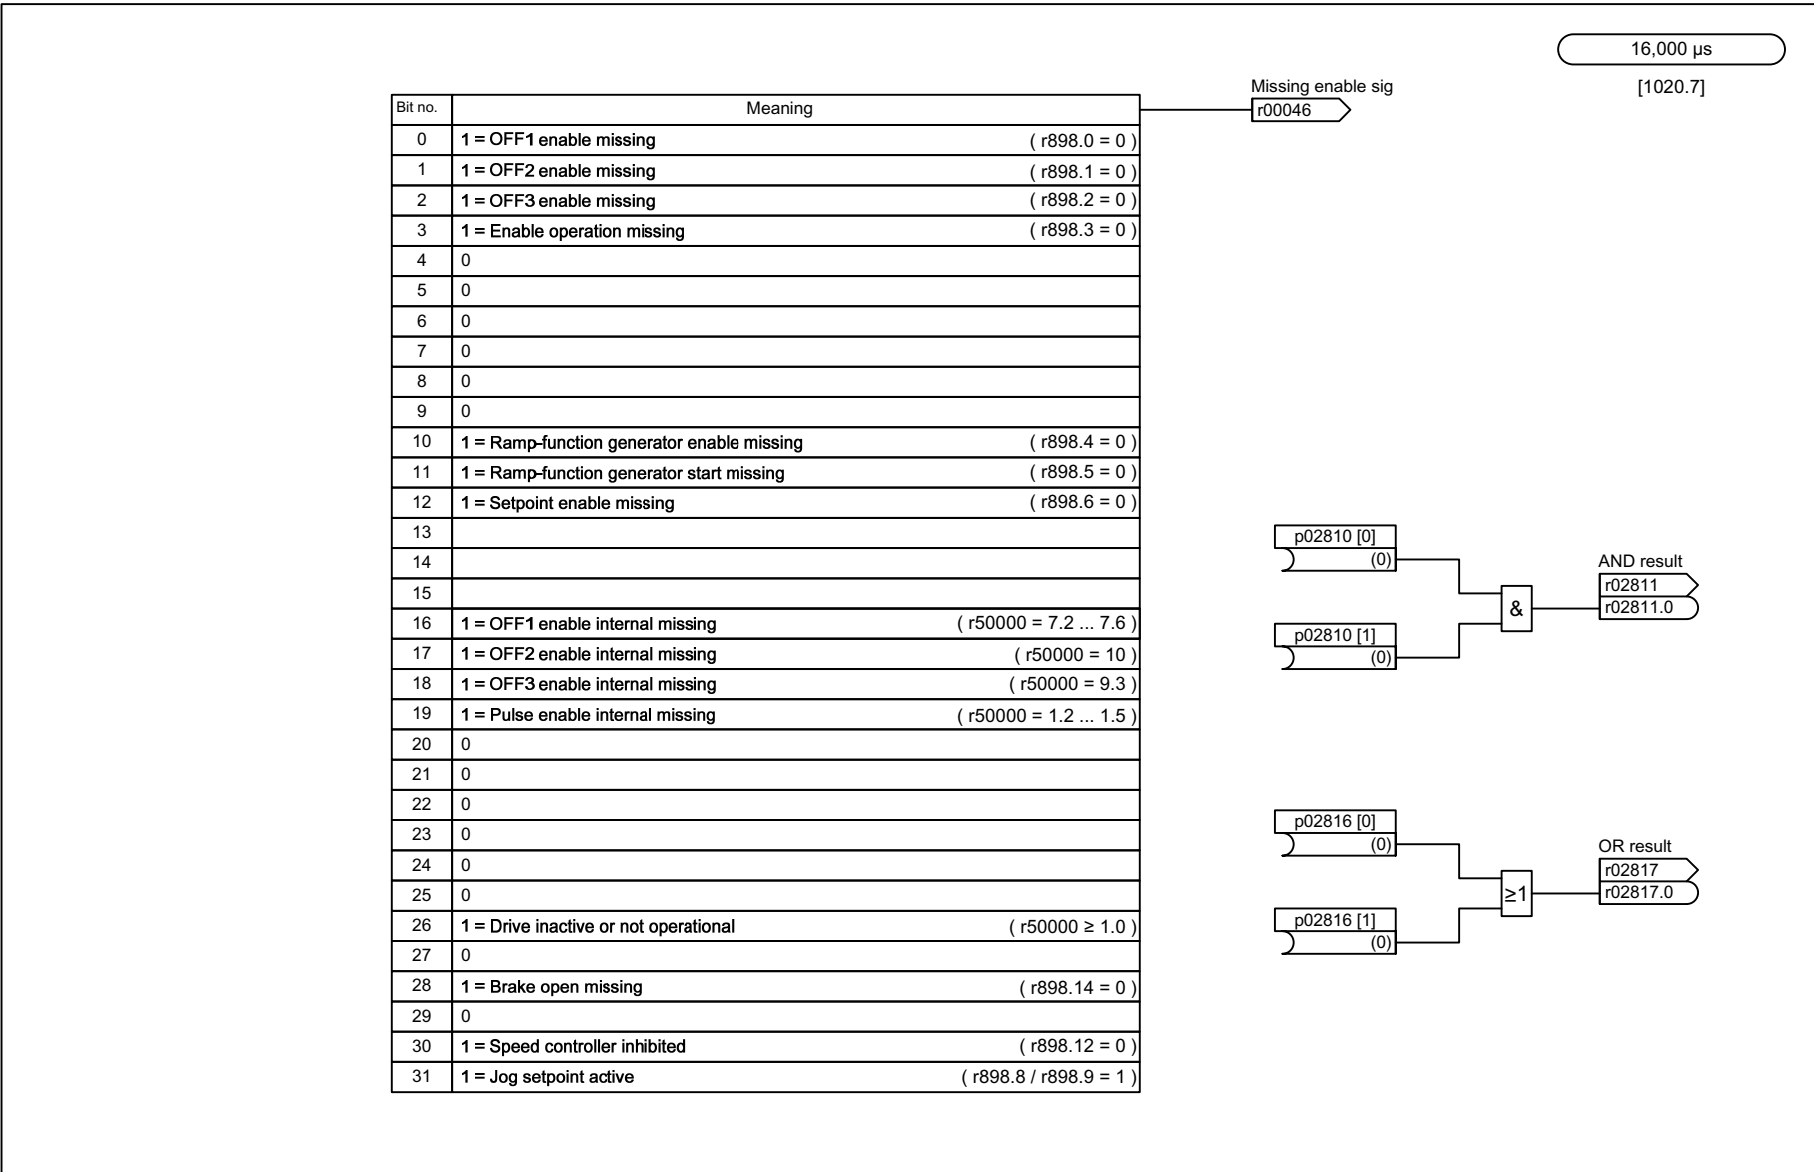 16,000 µs
[1020.7]
Missing enable sig
r00046
Bit no. Meaning
0 1 = OFF1 enable missing ( r898.0 = 0 )
1 1 = OFF2 enable missing ( r898.1 = 0 )
2 1 = OFF3 enable missing ( r898.2 = 0 )
3 1 = Enable operation missing ( r898.3 = 0 )
4 0
5 0
6 0
7 0
8 0
9 0
10 1 = Ramp-function generator enable missing ( r898.4 = 0 )
11 1 = Ramp-function generator start missing ( r898.5 = 0 )
12 1 = Setpoint enable missing ( r898.6 = 0 )
13
14
15
16 1 = OFF1 enable internal missing ( r50000 = 7.2 ... 7.6 )
17 1 = OFF2 enable internal missing ( r50000 = 10 )
18 1 = OFF3 enable internal missing ( r50000 = 9.3 )
19 1 = Pulse enable internal missing ( r50000 = 1.2 ... 1.5 )
20 0
21 0
22 0
23 0
24 0
25 0
26 1 = Drive inactive or not operational ( r50000 ≥ 1.0 )
27 0
28 1 = Brake open missing ( r898.14 = 0 )
29 0
30 1 = Speed controller inhibited ( r898.12 = 0 )
31 1 = Jog setpoint active ( r898.8 / r898.9 = 1 )
p02810 [0]
(0)
p02810 [1]
(0)
&
AND result
r02811
r02811.0
p02816 [0]
(0)
p02816 [1]
(0)
≥1
OR result
r02817
r02817.0